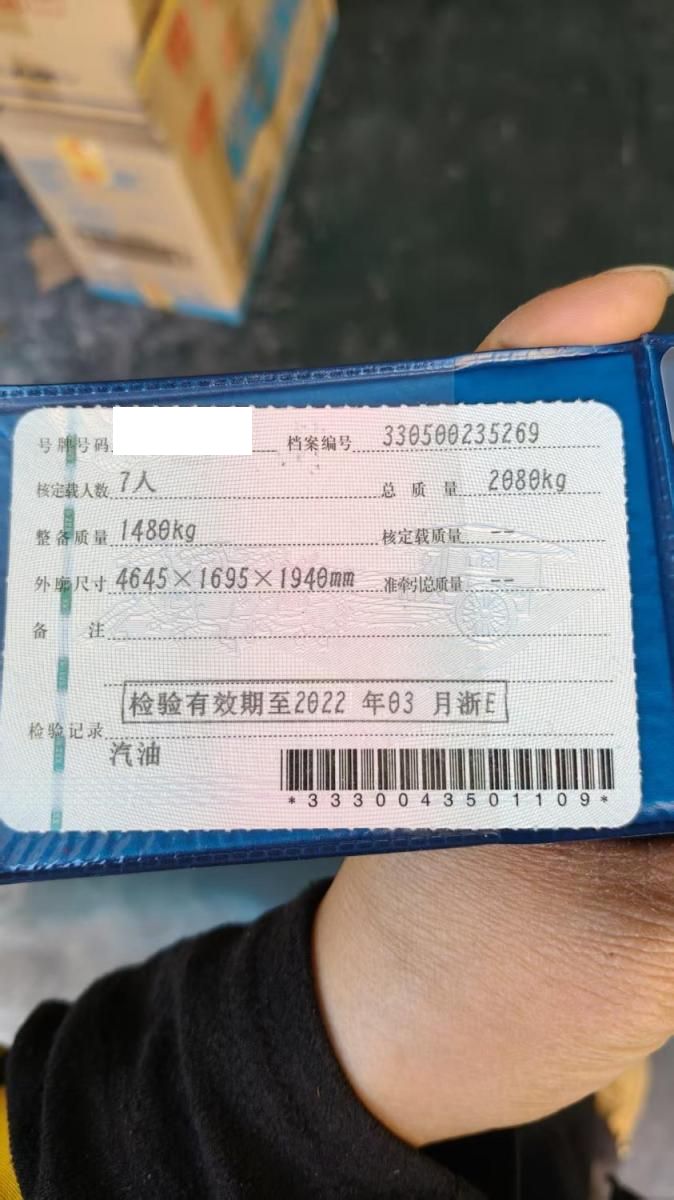 号牌号码 档案编号 330500235269
核定载人数 7人 总质量 2080kg
整备质量 1480kg 核定载质量 --
外廓尺寸 4645×1695×1940mm 准牵引总质量 --
备注
检验有效期至2022 年03 月浙E
检验记录
汽油
*3330043501109*